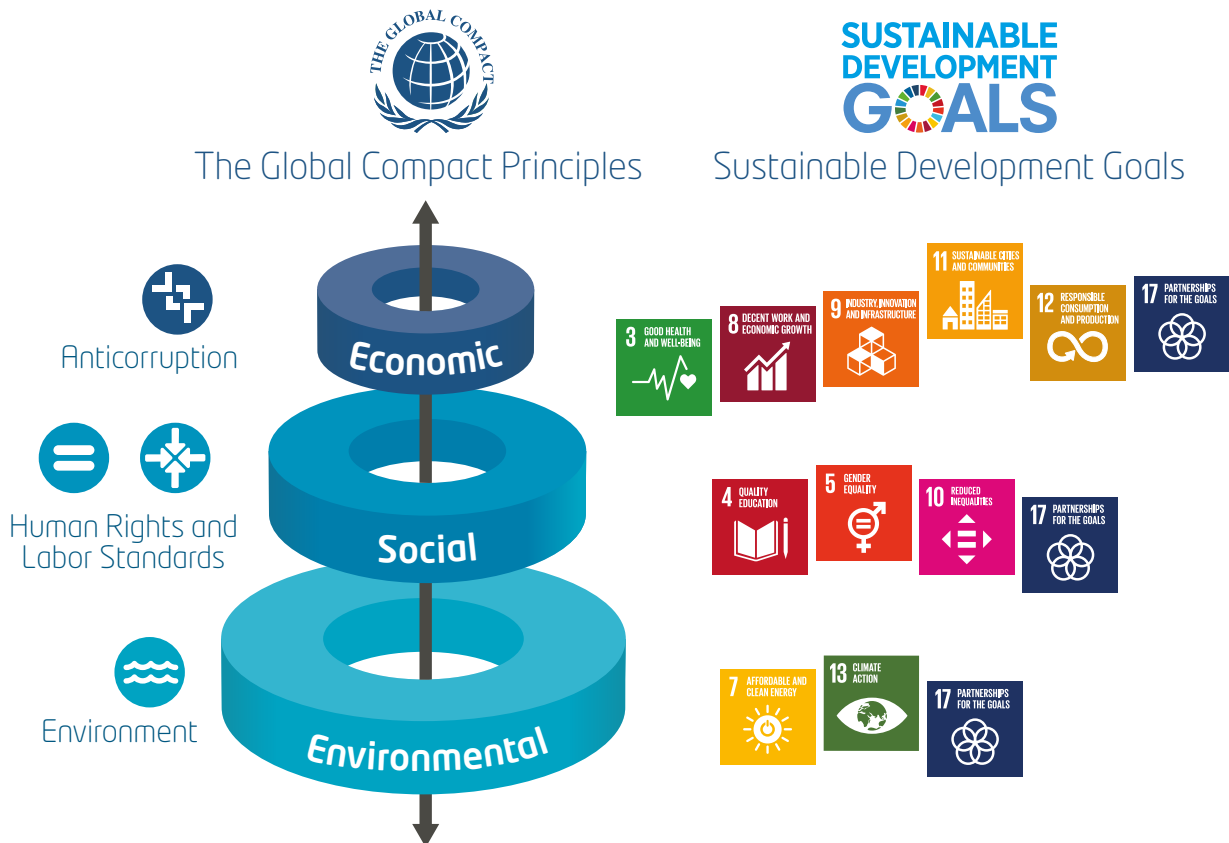 THE GLOBAL COMPACT
SUSTAINABLE
DEVELOPMENT
GOALS
The Global Compact Principles
Sustainable Development Goals
Anticorruption
Economic
3 GOOD HEALTH
AND WELL-BEING
8 DECENT WORK AND
ECONOMIC GROWTH
9 INDUSTRY, INNOVATION
AND INFRASTRUCTURE
11 SUSTAINABLE CITIES
AND COMMUNITIES
12 RESPONSIBLE
CONSUMPTION
AND PRODUCTION
17 PARTNERSHIPS
FOR THE GOALS
Human Rights and
Labor Standards
Social
4 QUALITY
EDUCATION
5 GENDER
EQUALITY
10 REDUCED
INEQUALITIES
17 PARTNERSHIPS
FOR THE GOALS
Environment
Environmental
7 AFFORDABLE AND
CLEAN ENERGY
13 CLIMATE
ACTION
17 PARTNERSHIPS
FOR THE GOALS